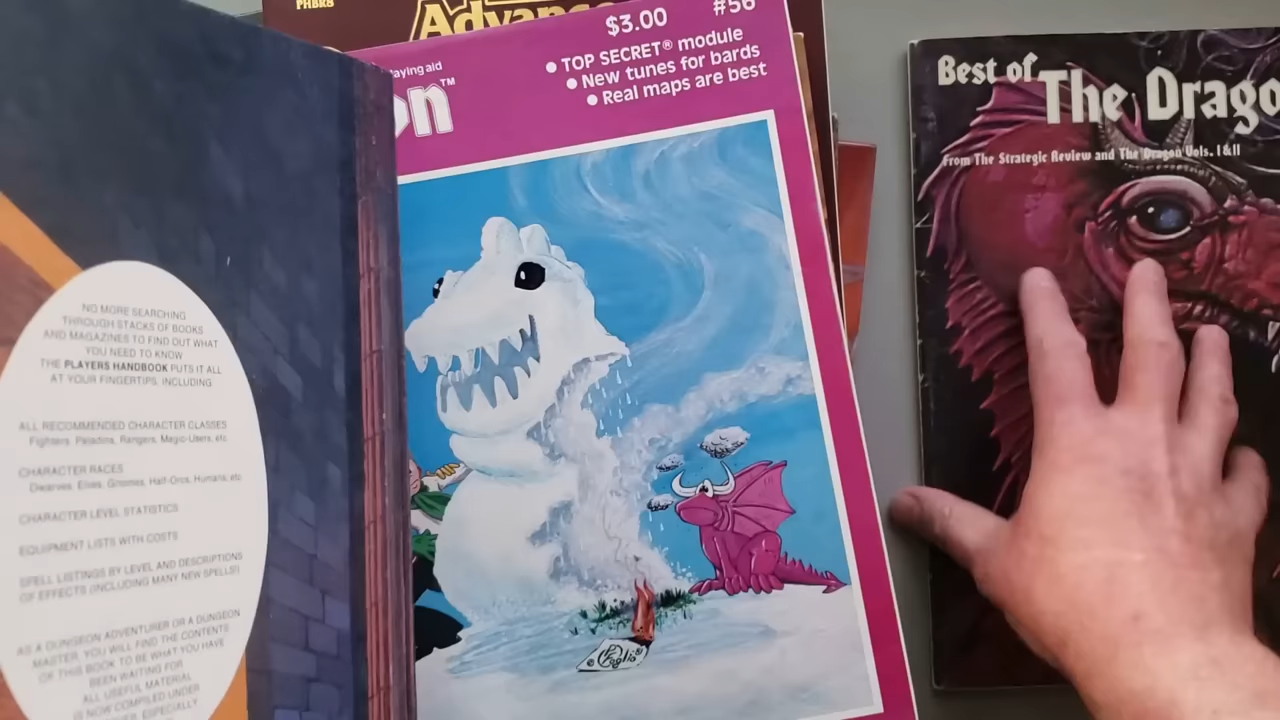 PHBK8
Advance
$3.00 #56
laying aid
on™
● TOP SECRET® module
● New tunes for bards
● Real maps are best
© Foglio
Best of
The Drago
From The Strategic Review and The Dragon Vols. I & II
NO MORE SEARCHING
THROUGH STACKS OF BOOKS
AND MAGAZINES TO FIND OUT WHAT
YOU NEED TO KNOW
THE PLAYERS HANDBOOK PUTS IT ALL
AT YOUR FINGERTIPS, INCLUDING
ALL RECOMMENDED CHARACTER CLASSES
Fighters, Paladins, Rangers, Magic-Users, etc.
CHARACTER RACES
Dwarves, Elves, Gnomes, Half-Orcs, Humans, etc
CHARACTER LEVEL STATISTICS
EQUIPMENT LISTS WITH COSTS
SPELL LISTINGS BY LEVEL AND DESCRIPTIONS
OF EFFECTS (INCLUDING MANY NEW SPELLS!)
AS A DUNGEON ADVENTURER OR A DUNGEON
MASTER, YOU WILL FIND THE CONTENTS
OF THIS BOOK TO BE WHAT YOU HAVE
BEEN WAITING FOR
ALL USEFUL MATERIAL
IS NOW COMPILED UNDER
COVER, ESPECIALLY